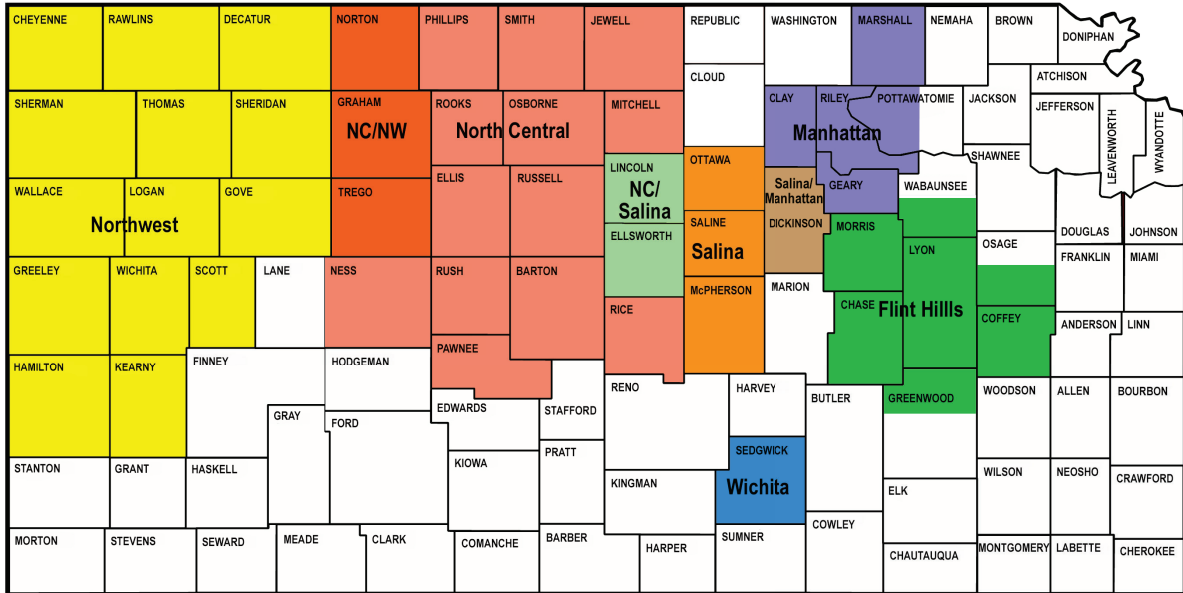 CHEYENNE
RAWLINS
DECATUR
NORTON
PHILLIPS
SMITH
JEWELL
REPUBLIC
WASHINGTON
MARSHALL
NEMAHA
BROWN
DONIPHAN
CLOUD
ATCHISON
SHERMAN
THOMAS
SHERIDAN
GRAHAM
NC/NW
ROOKS
OSBORNE
North Central
MITCHELL
CLAY
RILEY
POTTAWATOMIE
Manhattan
JACKSON
JEFFERSON
LEAVENWORTH
WYANDOTTE
OTTAWA
SHAWNEE
LINCOLN
NC/
Salina
WALLACE
LOGAN
GOVE
Northwest
TREGO
ELLIS
RUSSELL
Salina/
Manhattan
GEARY
WABAUNSEE
SALINE
Salina
DICKINSON
MORRIS
ELLSWORTH
LYON
OSAGE
DOUGLAS
JOHNSON
GREELEY
WICHITA
SCOTT
LANE
NESS
RUSH
BARTON
FRANKLIN
MIAMI
McPHERSON
MARION
RICE
CHASE
Flint Hillls
COFFEY
ANDERSON
LINN
HAMILTON
KEARNY
FINNEY
HODGEMAN
PAWNEE
RENO
HARVEY
BUTLER
GREENWOOD
WOODSON
ALLEN
BOURBON
GRAY
FORD
EDWARDS
STAFFORD
STANTON
GRANT
HASKELL
KIOWA
PRATT
SEDGWICK
Wichita
KINGMAN
ELK
WILSON
NEOSHO
CRAWFORD
MORTON
STEVENS
SEWARD
MEADE
CLARK
COMANCHE
BARBER
HARPER
SUMNER
COWLEY
CHAUTAUQUA
MONTGOMERY
LABETTE
CHEROKEE